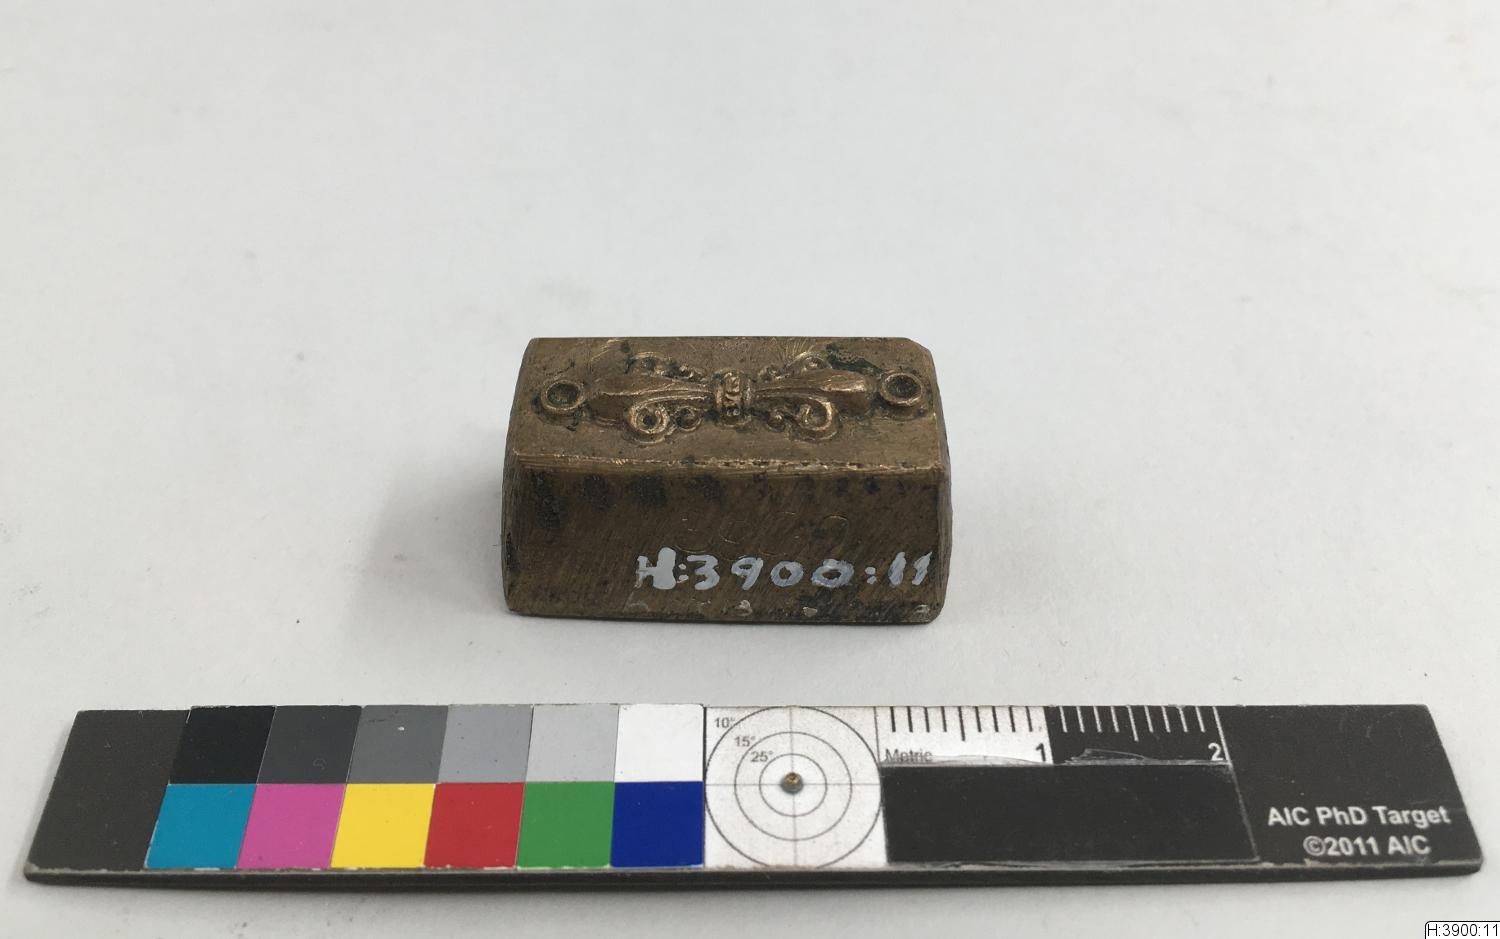 H:3900:11
10°
15°
25°
Metric
1
2
AIC PhD Target
©2011 AIC
H:3900:11